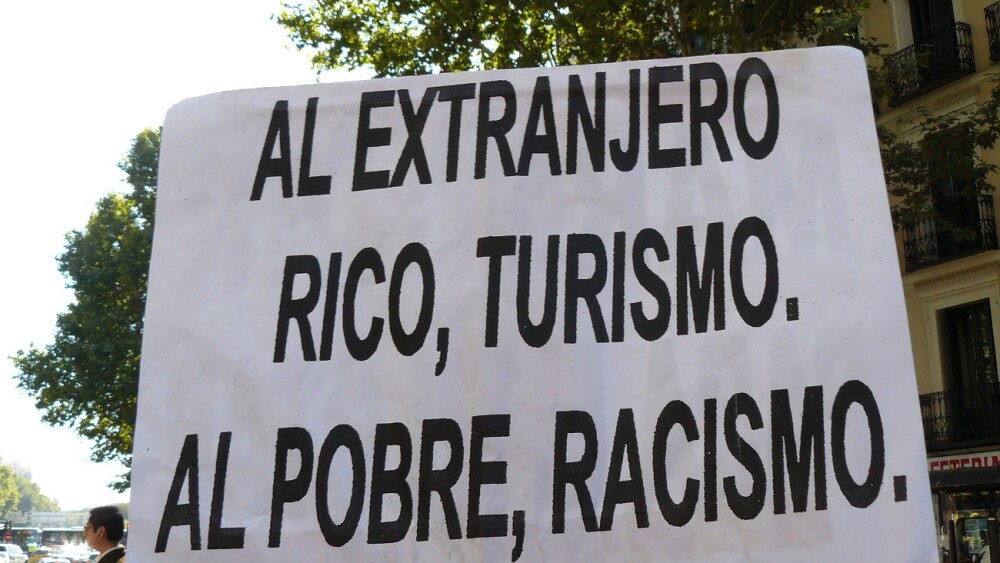 AL EXTRANJERO
RICO, TURISMO.
AL POBRE, RACISMO.